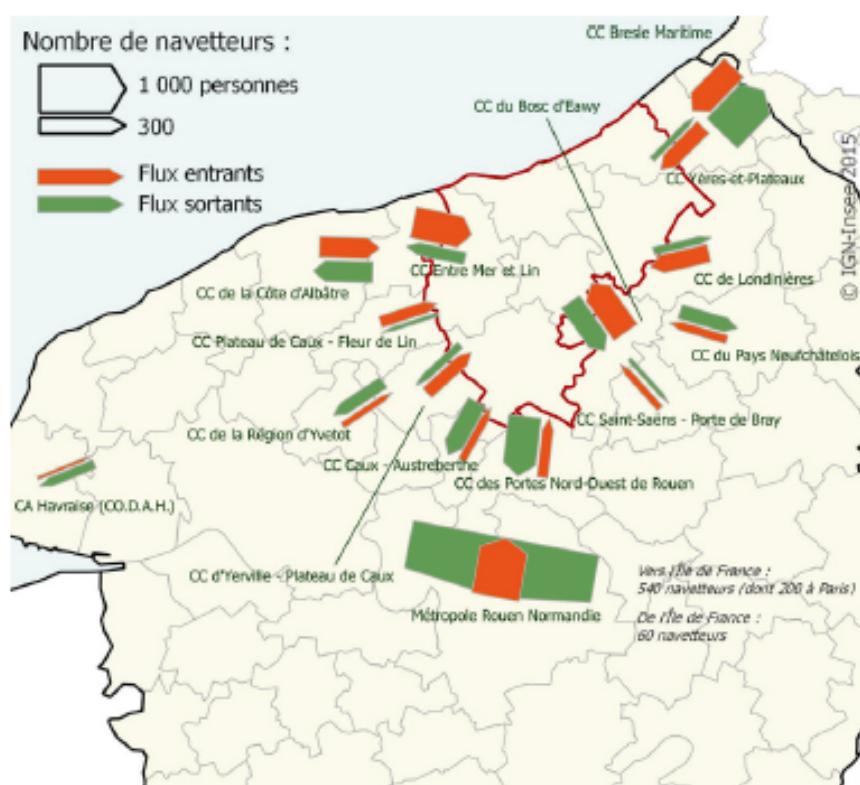 Nombre de navetteurs :
1 000 personnes
300
Flux entrants
Flux sortants
CC Bresle Maritime
CC du Bosc d'Eawy
CC Yères-et-Plateaux
CC Entre Mer et Lin
CC de la Côte d'Albâtre
CC de Londinières
CC Plateau de Caux - Fleur de Lin
CC du Pays Neufchâtelois
CC de la Région d'Yvetot
CC Saint-Saëns - Porte de Bray
CC Caux - Austreberthe
CC des Portes Nord-Ouest de Rouen
CA Havraise (CO.D.A.H.)
CC d'Yerville - Plateau de Caux
Métropole Rouen Normandie
Vers l'Île de France :
540 navetteurs (dont 200 à Paris)
De l'Île de France :
60 navetteurs
© IGN-Insee 2015